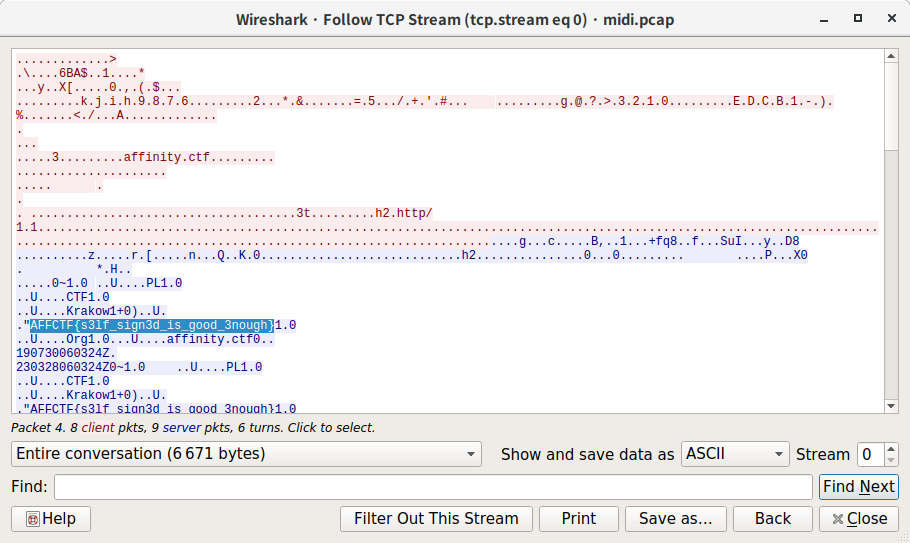 Wireshark · Follow TCP Stream (tcp.stream eq 0) · midi.pcap
.............>
.\....6BA$..1....*
...y..X[.....0.,.(.$...
.........k.j.i.h.9.8.7.6.........2...*.&.......=.5.../.+.'.#... .........g.@.?.>.3.2.1.0.........E.D.C.B.1.-.).
%.......<./...A.............
.
...
.....3.........affinity.ctf.........
.....................
..... .
.
. .....................................3t.........h2.http/
1.1.......................................................................................................................
......................................................................g...c.....B,..1...+fq8..f...SuI...y..D8
..........z.....r.[.....n...Q..K.0............................h2...............0...0......... ....P...X0
. *.H..
.....0~1.0 ..U....PL1.0
..U....CTF1.0
..U....Krakow1+0)..U.
."AFFCTF{s3lf_sign3d_is_good_3nough}1.0
..U....Org1.0...U....affinity.ctf0..
190730060324Z.
230328060324Z0~1.0 ..U....PL1.0
..U....CTF1.0
..U....Krakow1+0)..U.
."AFFCTF{s3lf_sign3d_is_good_3nough}1.0
Packet 4. 8 client pkts, 9 server pkts, 6 turns. Click to select.
Entire conversation (6 671 bytes) Show and save data as ASCII Stream 0
Find: Find Next
Help Filter Out This Stream Print Save as... Back Close